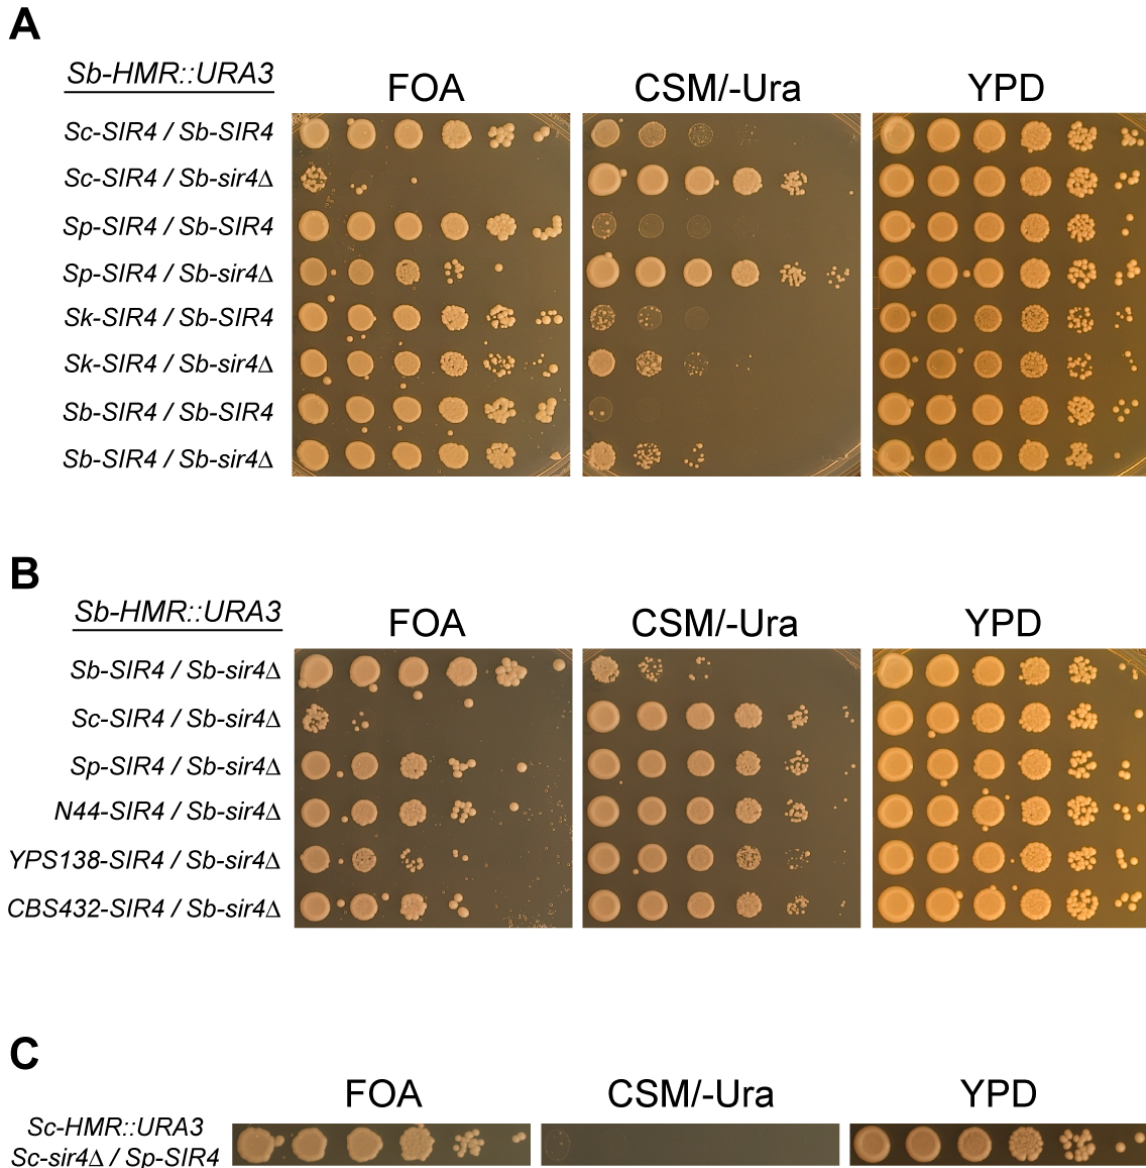 A
Sb-HMR::URA3
FOA CSM/-Ura YPD
Sc-SIR4 / Sb-SIR4
Sc-SIR4 / Sb-sir4Δ
Sp-SIR4 / Sb-SIR4
Sp-SIR4 / Sb-sir4Δ
Sk-SIR4 / Sb-SIR4
Sk-SIR4 / Sb-sir4Δ
Sb-SIR4 / Sb-SIR4
Sb-SIR4 / Sb-sir4Δ
B
Sb-HMR::URA3
FOA CSM/-Ura YPD
Sb-SIR4 / Sb-sir4Δ
Sc-SIR4 / Sb-sir4Δ
Sp-SIR4 / Sb-sir4Δ
N44-SIR4 / Sb-sir4Δ
YPS138-SIR4 / Sb-sir4Δ
CBS432-SIR4 / Sb-sir4Δ
C
FOA CSM/-Ura YPD
Sc-HMR::URA3
Sc-sir4Δ / Sp-SIR4